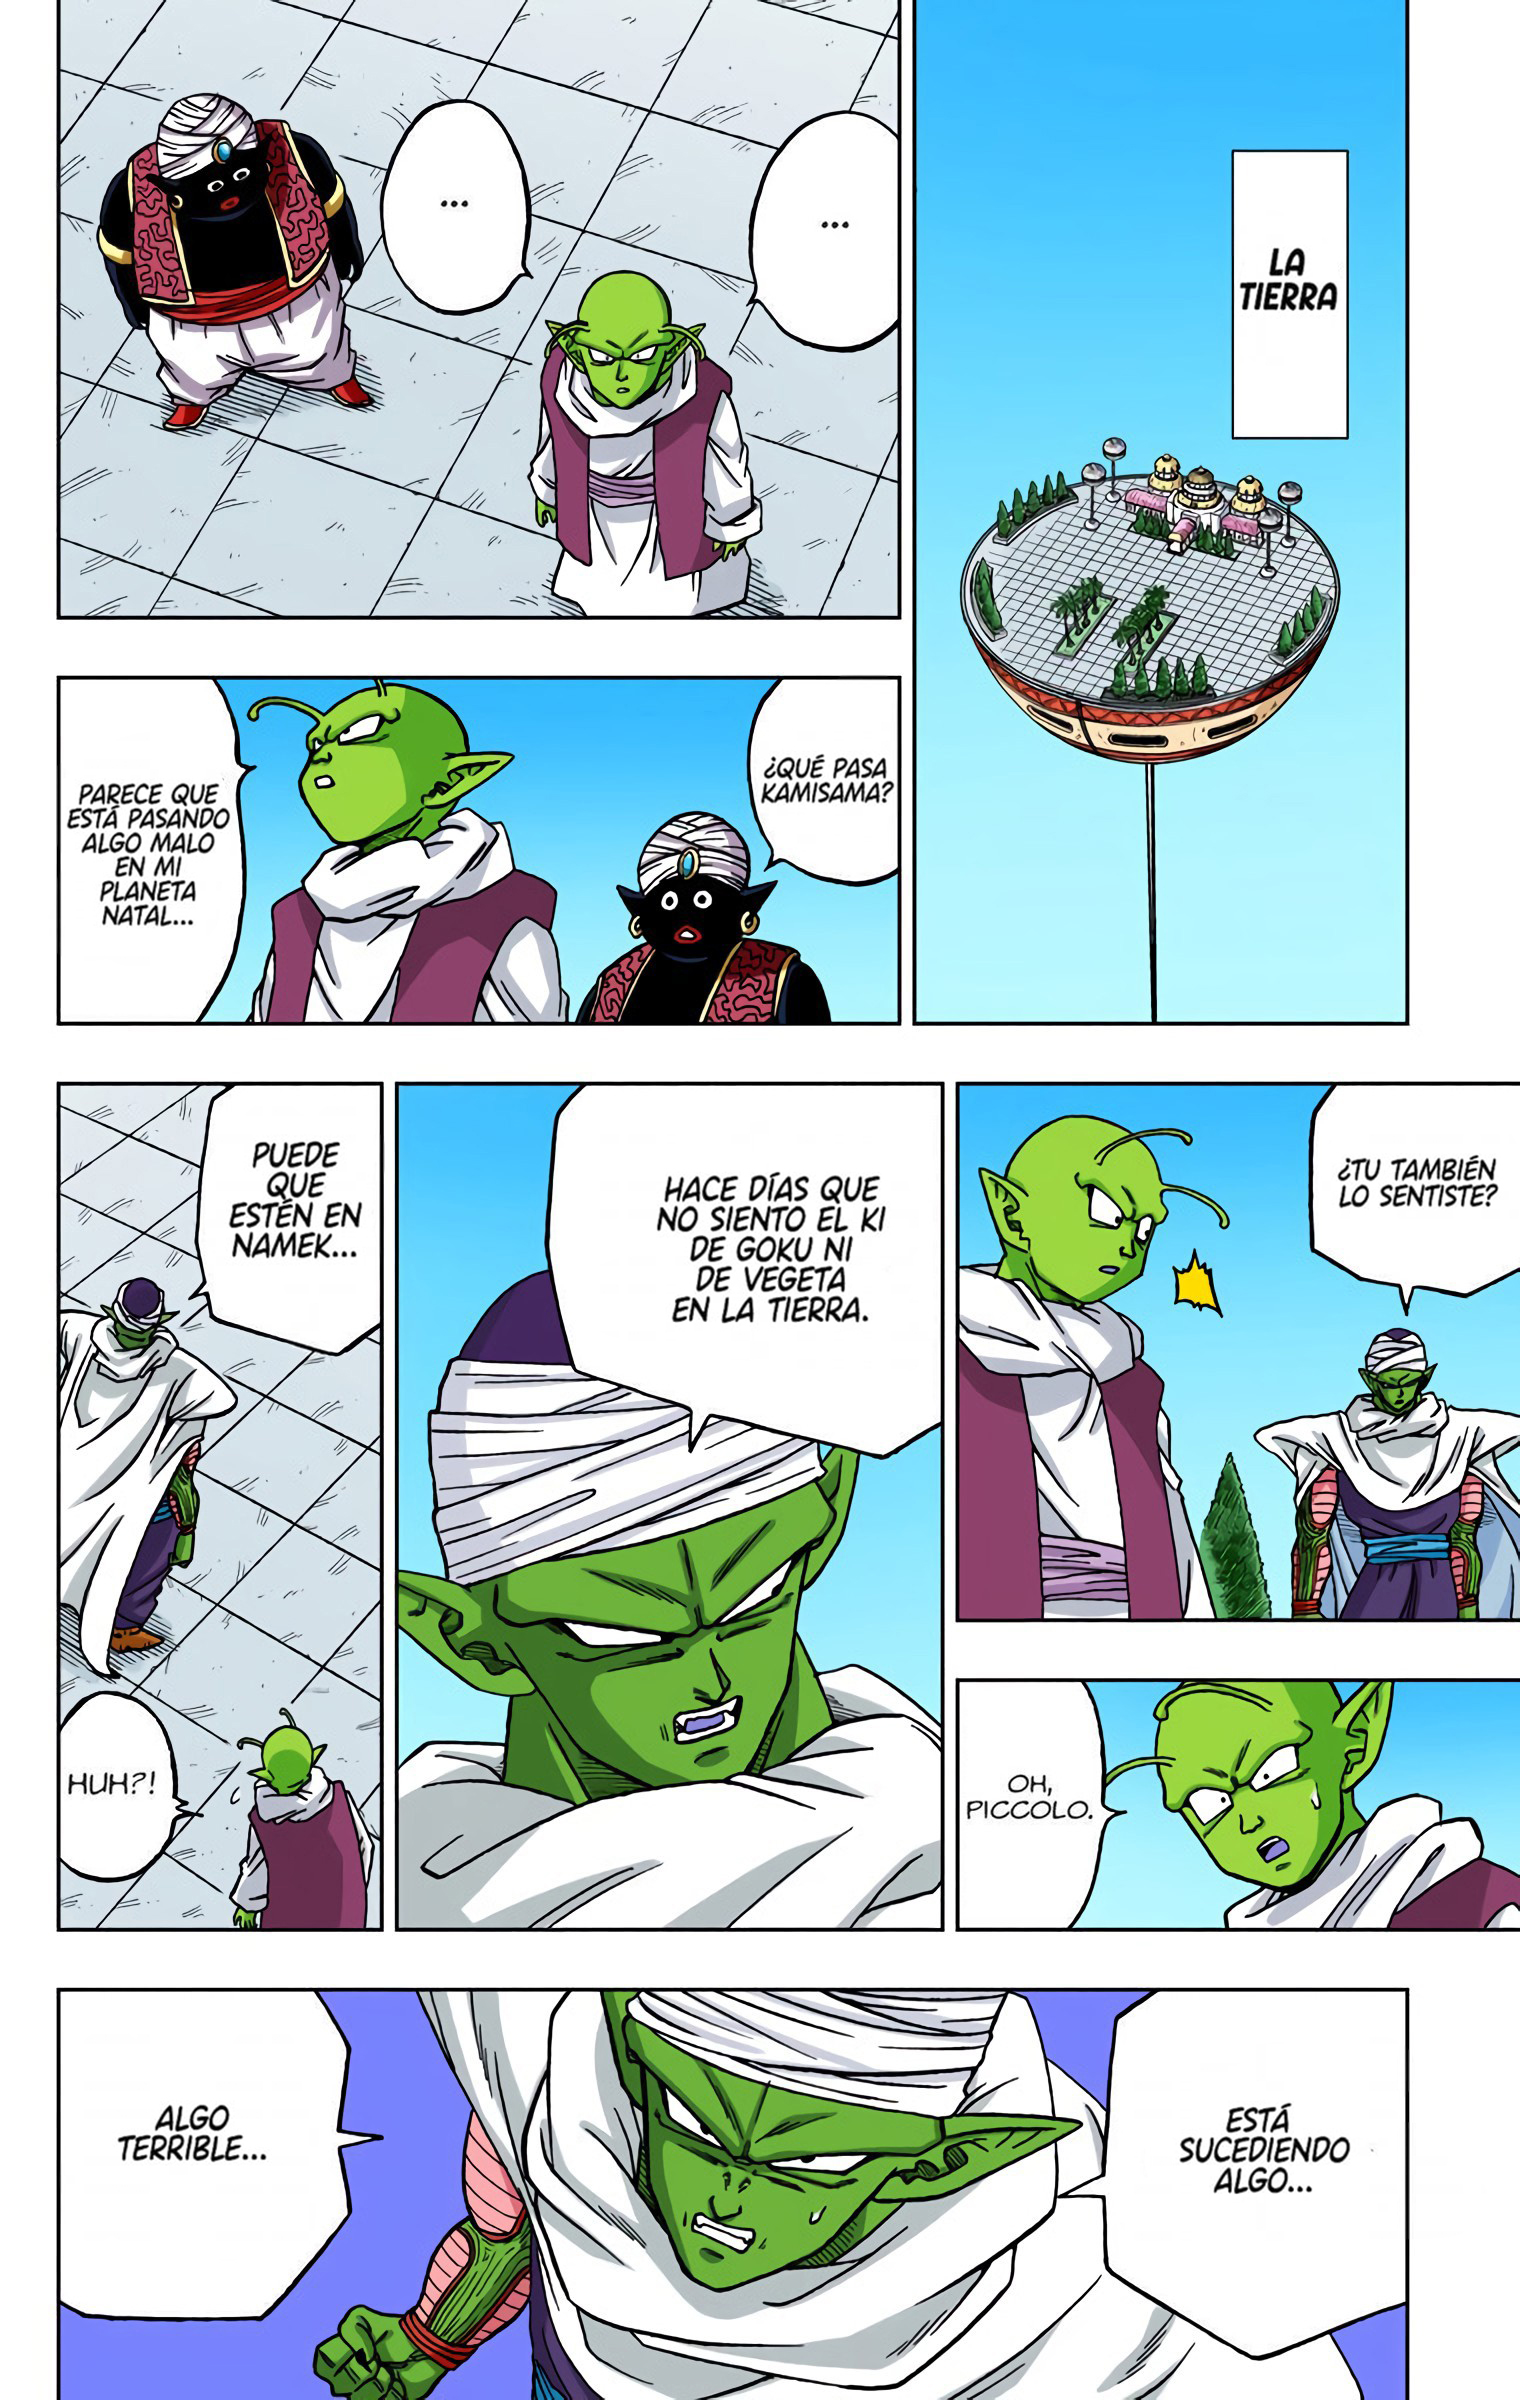 LA
TIERRA
...
...
¿QUÉ PASA
KAMISAMA?
PARECE QUE
ESTÁ PASANDO
ALGO MALO
EN MI
PLANETA
NATAL...
¿TU TAMBIÉN
LO SENTISTE?
OH,
PICCOLO.
HACE DÍAS QUE
NO SIENTO EL KI
DE GOKU NI
DE VEGETA
EN LA TIERRA.
PUEDE
QUE
ESTÉN EN
NAMEK...
HUH?!
ESTÁ
SUCEDIENDO
ALGO...
ALGO
TERRIBLE...